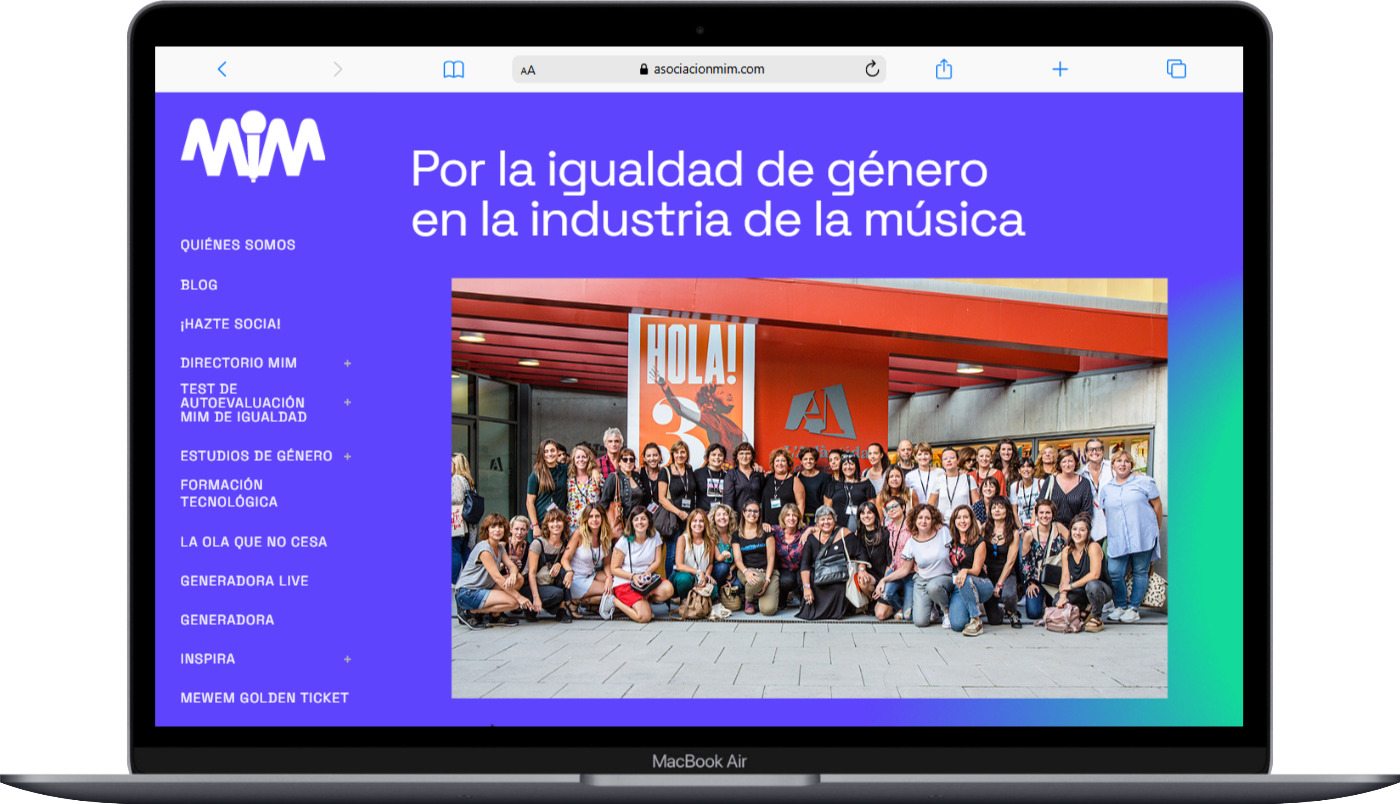 AA
asociacionmim.com
MiM
Por la igualdad de género
en la industria de la música
QUIÉNES SOMOS
BLOG
¡HAZTE SOCIA!
DIRECTORIO MIM +
TEST DE
AUTOEVALUACIÓN +
MIM DE IGUALDAD
ESTUDIOS DE GÉNERO +
FORMACIÓN
TECNOLÓGICA
LA OLA QUE NO CESA
GENERADORA LIVE
GENERADORA
INSPIRA +
MEWEM GOLDEN TICKET
HOLA!
3
MacBook Air